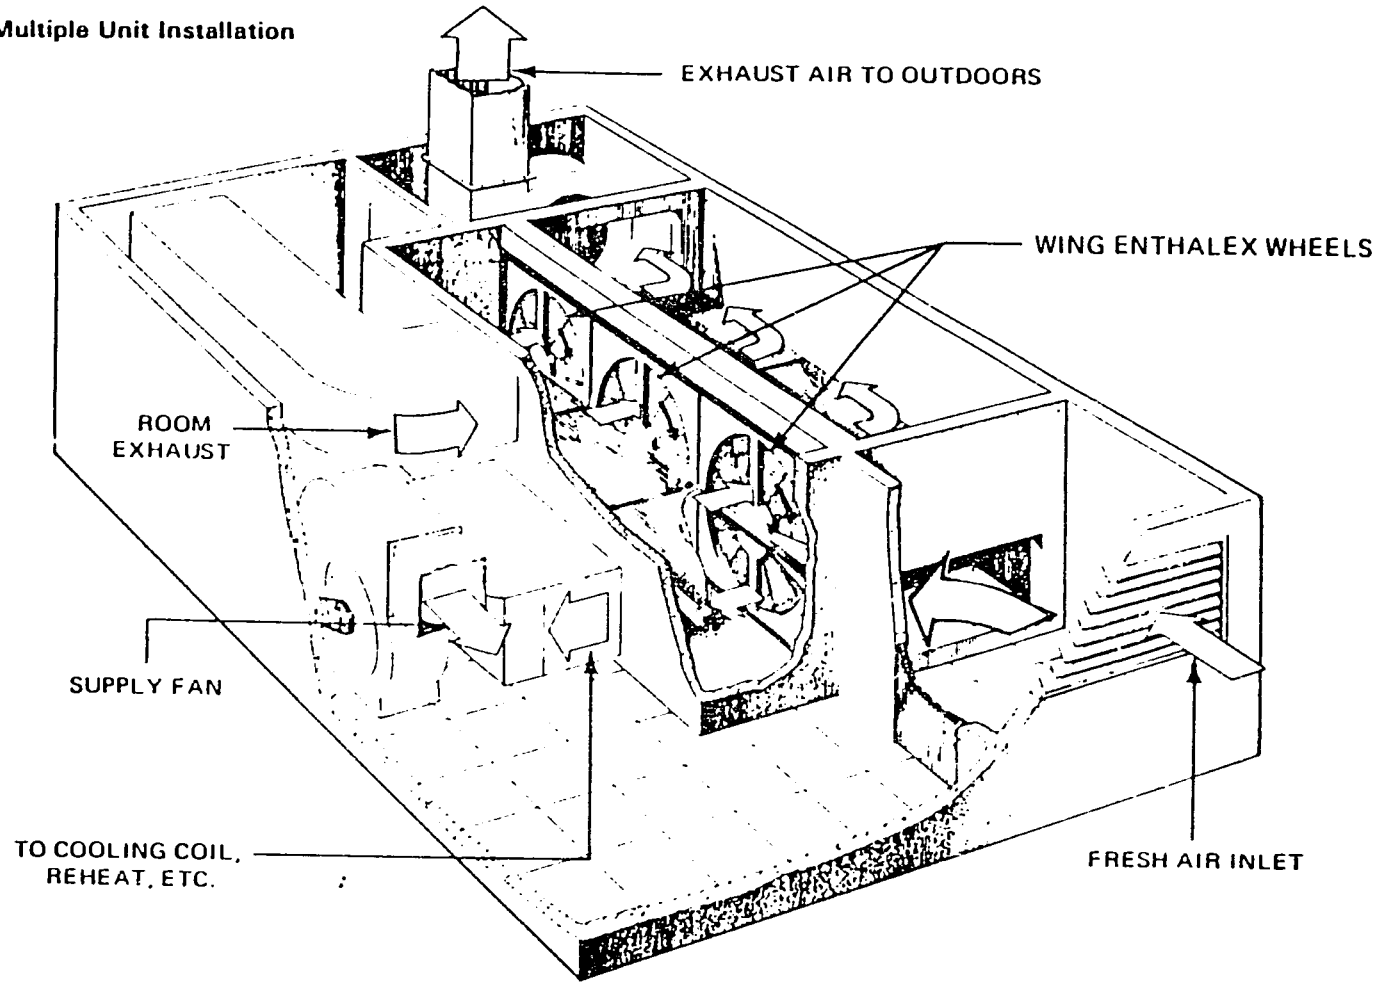 Multiple Unit Installation
EXHAUST AIR TO OUTDOORS
WING ENTHALEX WHEELS
ROOM
EXHAUST
SUPPLY FAN
TO COOLING COIL,
REHEAT, ETC.
FRESH AIR INLET